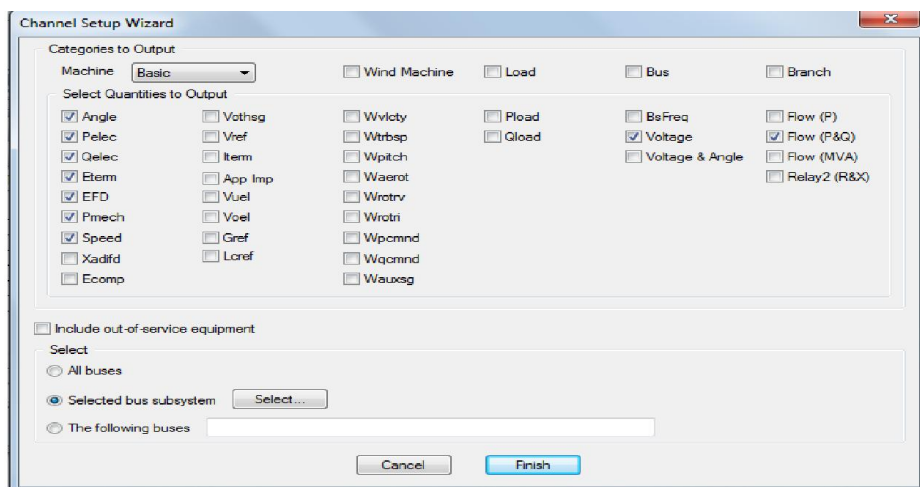 Channel Setup Wizard
Categories to Output
Machine Basic Wind Machine Load Bus Branch
Select Quantities to Output
Angle Vothsg Wvlcty Pload BsFreq Flow (P)
Pelec Vref Wtrbsp Qload Voltage Flow (P&Q)
Qelec Iterm Wpitch Voltage & Angle Flow (MVA)
Eterm App Imp Waerot Relay2 (R&X)
EFD Vuel Wrotrv
Pmech Voel Wrotri
Speed Gref Wpcmnd
Xadifd Lcref Wqcmnd
Ecomp Wauxsg
Include out-of-service equipment
Select
All buses
Selected bus subsystem Select...
The following buses
Cancel Finish